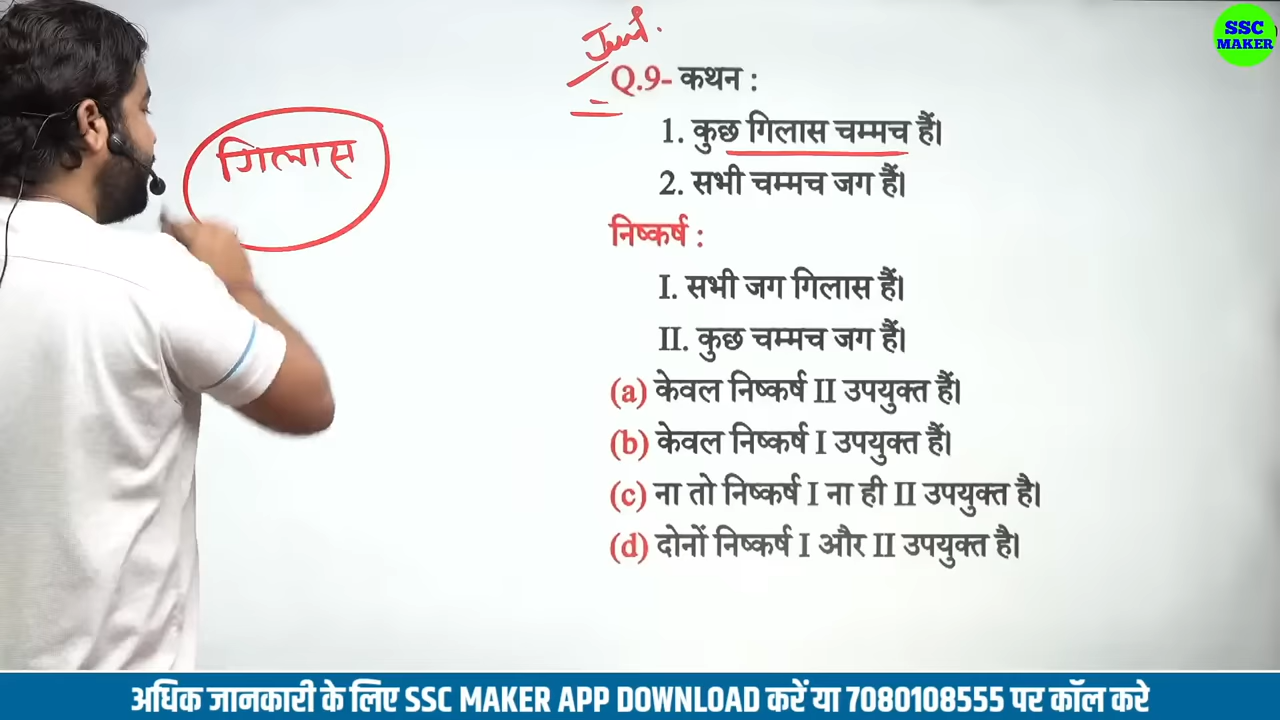 SSC
MAKER
गिलास
Q.9- कथन :
1. कुछ गिलास चम्मच हैं।
2. सभी चम्मच जग हैं।
निष्कर्ष :
I. सभी जग गिलास हैं।
II. कुछ चम्मच जग हैं।
(a) केवल निष्कर्ष II उपयुक्त हैं।
(b) केवल निष्कर्ष I उपयुक्त हैं।
(c) ना तो निष्कर्ष I ना ही II उपयुक्त है।
(d) दोनों निष्कर्ष I और II उपयुक्त है।
अधिक जानकारी के लिए SSC MAKER APP DOWNLOAD करें या 7080108555 पर कॉल करे